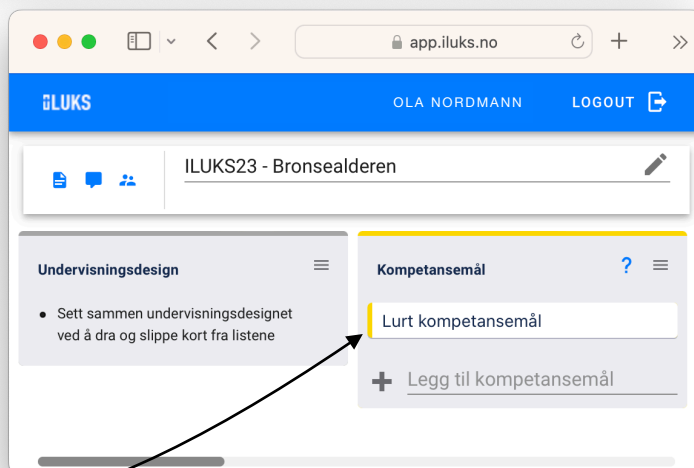 app.iluks.no
ILUKS
OLA NORDMANN
LOGOUT
ILUKS23 - Bronsealderen
Undervisningsdesign
Sett sammen undervisningsdesignet
ved å dra og slippe kort fra listene
Kompetansemål
?
Lurt kompetansemål
Legg til kompetansemål